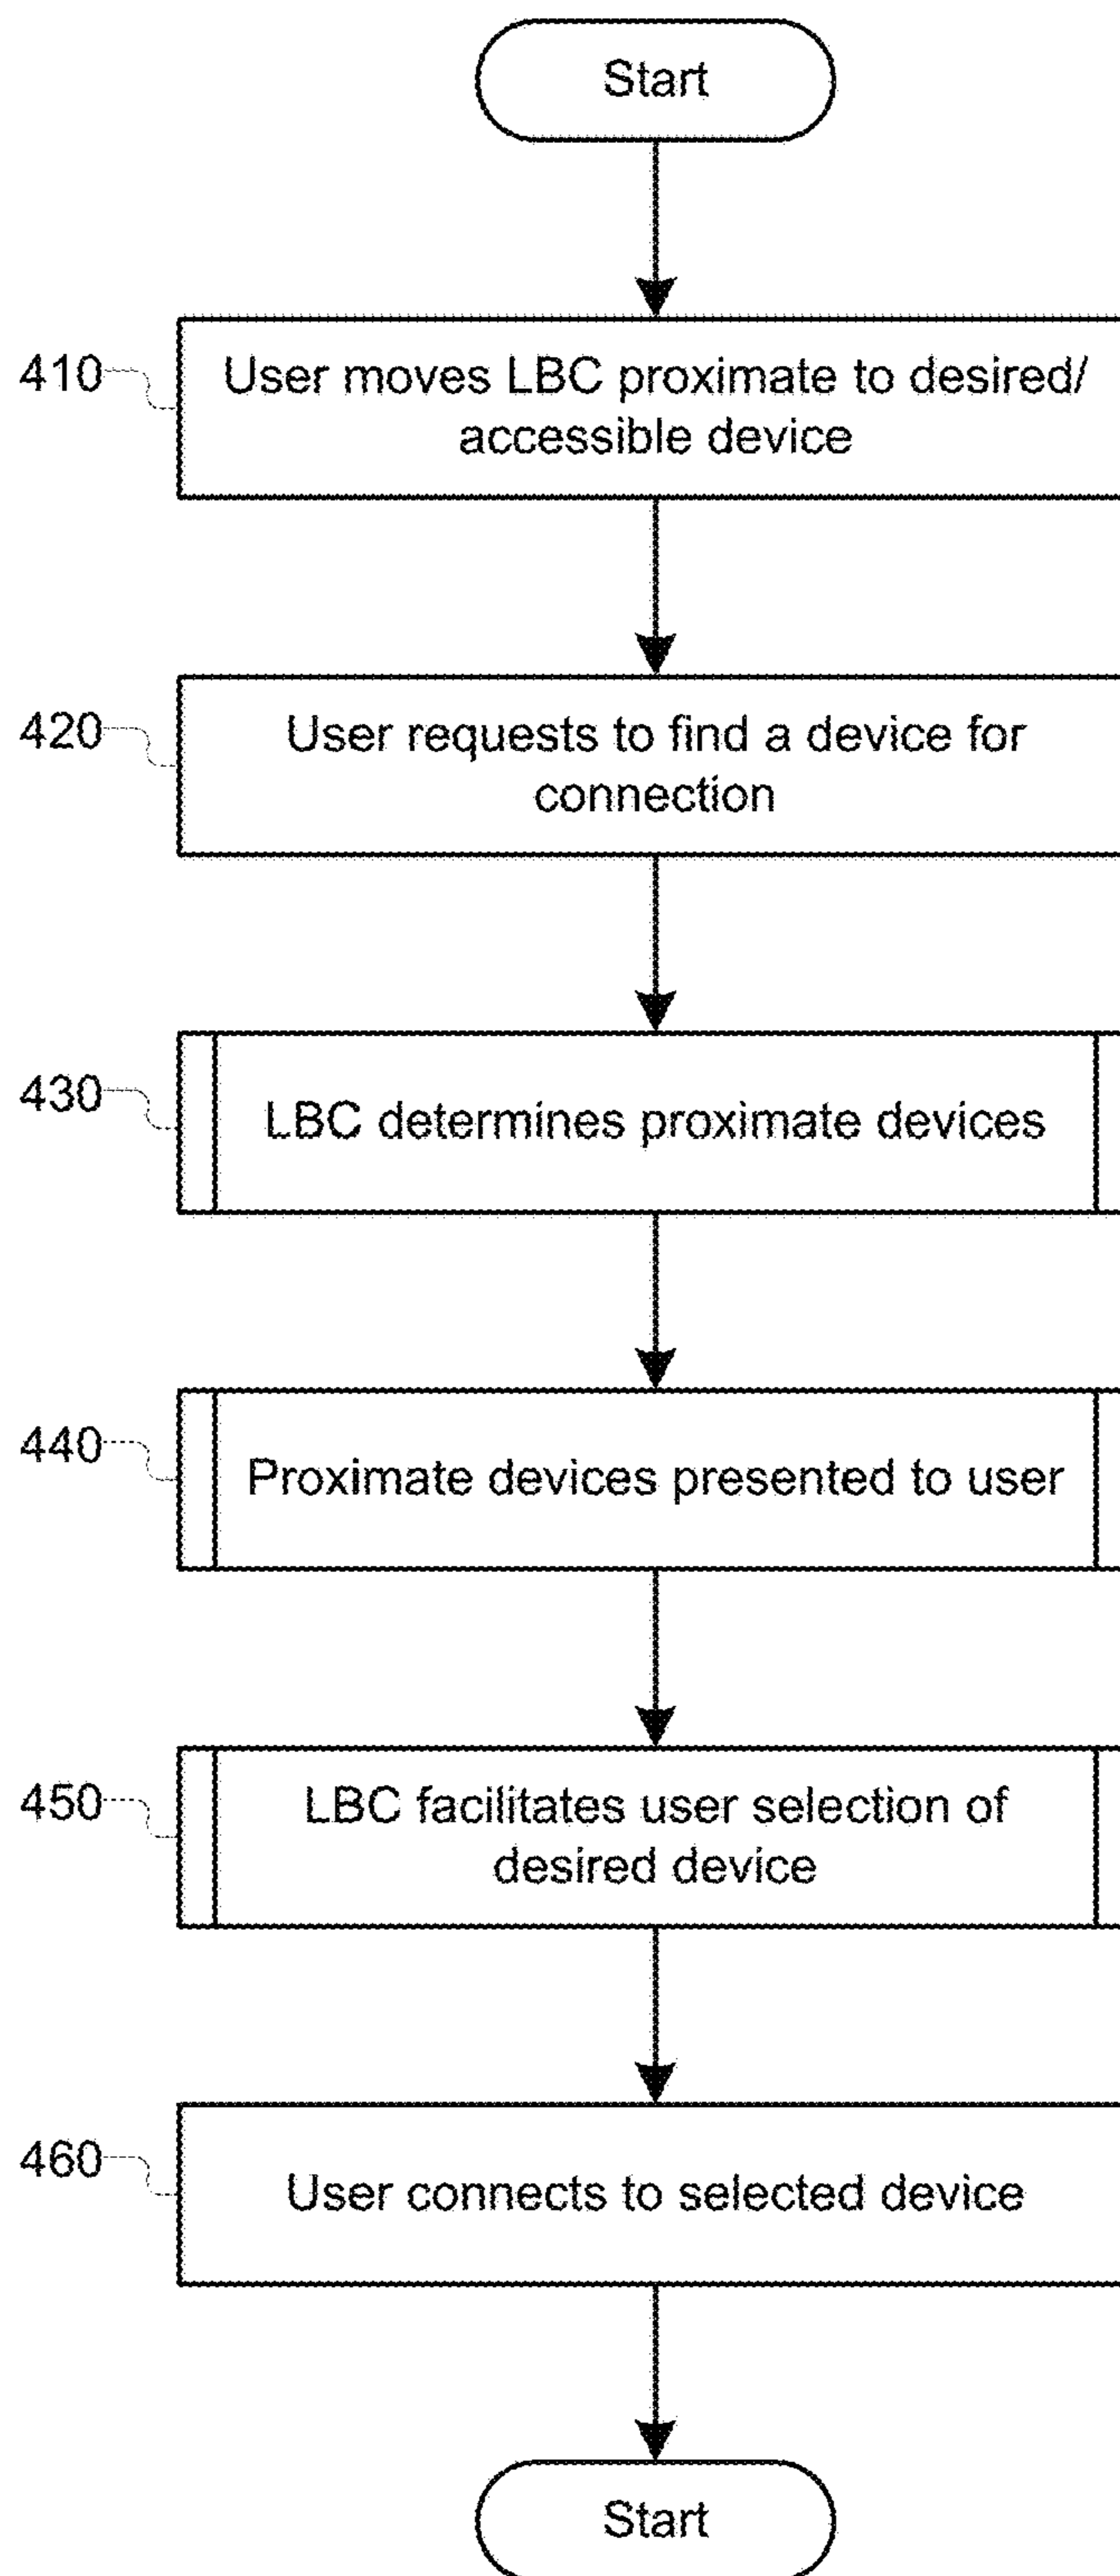 Start
410
User moves LBC proximate to desired/
accessible device
420
User requests to find a device for
connection
430
LBC determines proximate devices
440
Proximate devices presented to user
450
LBC facilitates user selection of
desired device
460
User connects to selected device
Start